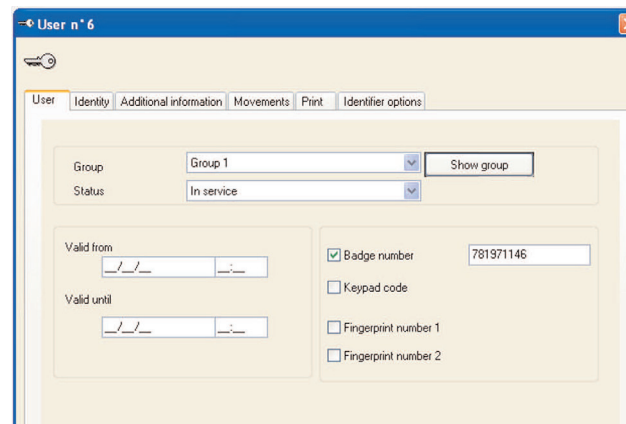 User n°6
User Identity Additional information Movements Print Identifier options
Group Group 1 Show group
Status In service
Valid from
__/__/__ __:__
Valid until
__/__/__ __:__
Badge number 781971146
Keypad code
Fingerprint number 1
Fingerprint number 2